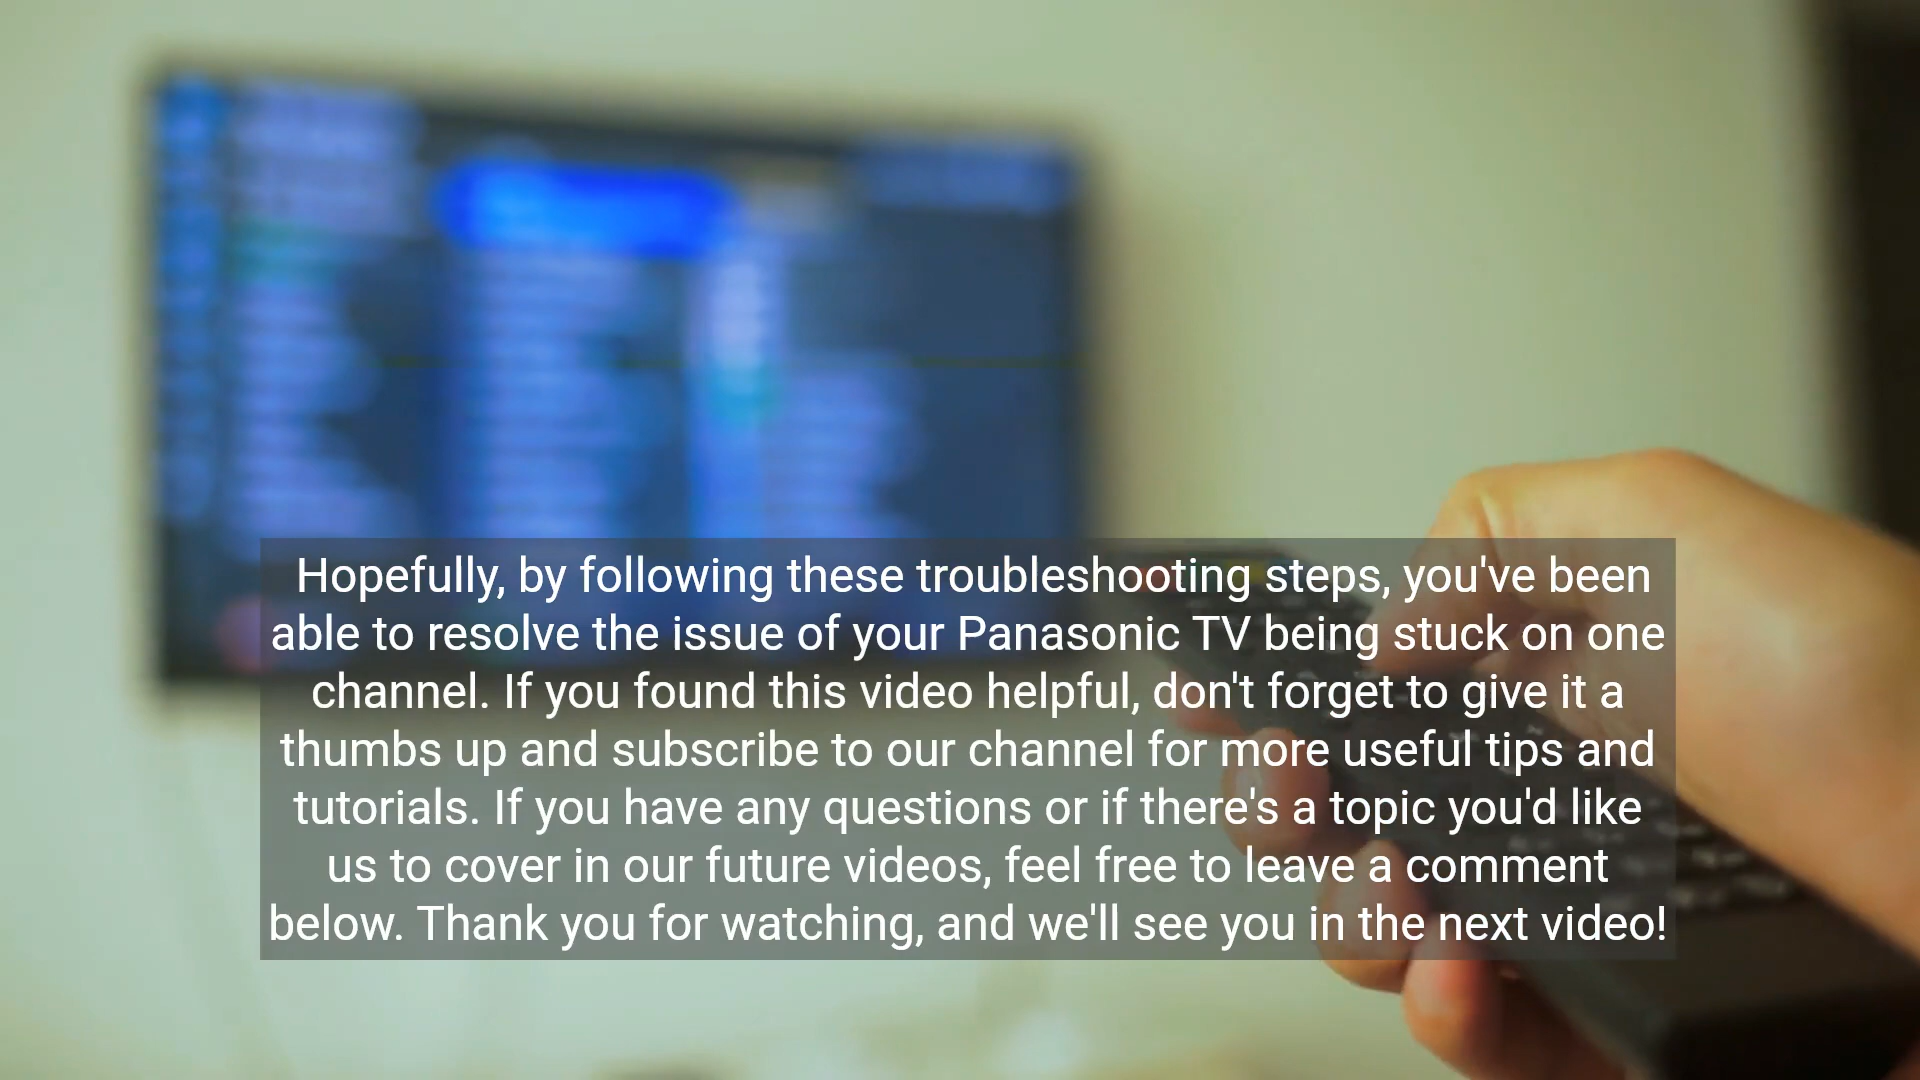 Hopefully, by following these troubleshooting steps, you've been
able to resolve the issue of your Panasonic TV being stuck on one
channel. If you found this video helpful, don't forget to give it a
thumbs up and subscribe to our channel for more useful tips and
tutorials. If you have any questions or if there's a topic you'd like
us to cover in our future videos, feel free to leave a comment
below. Thank you for watching, and we'll see you in the next video!